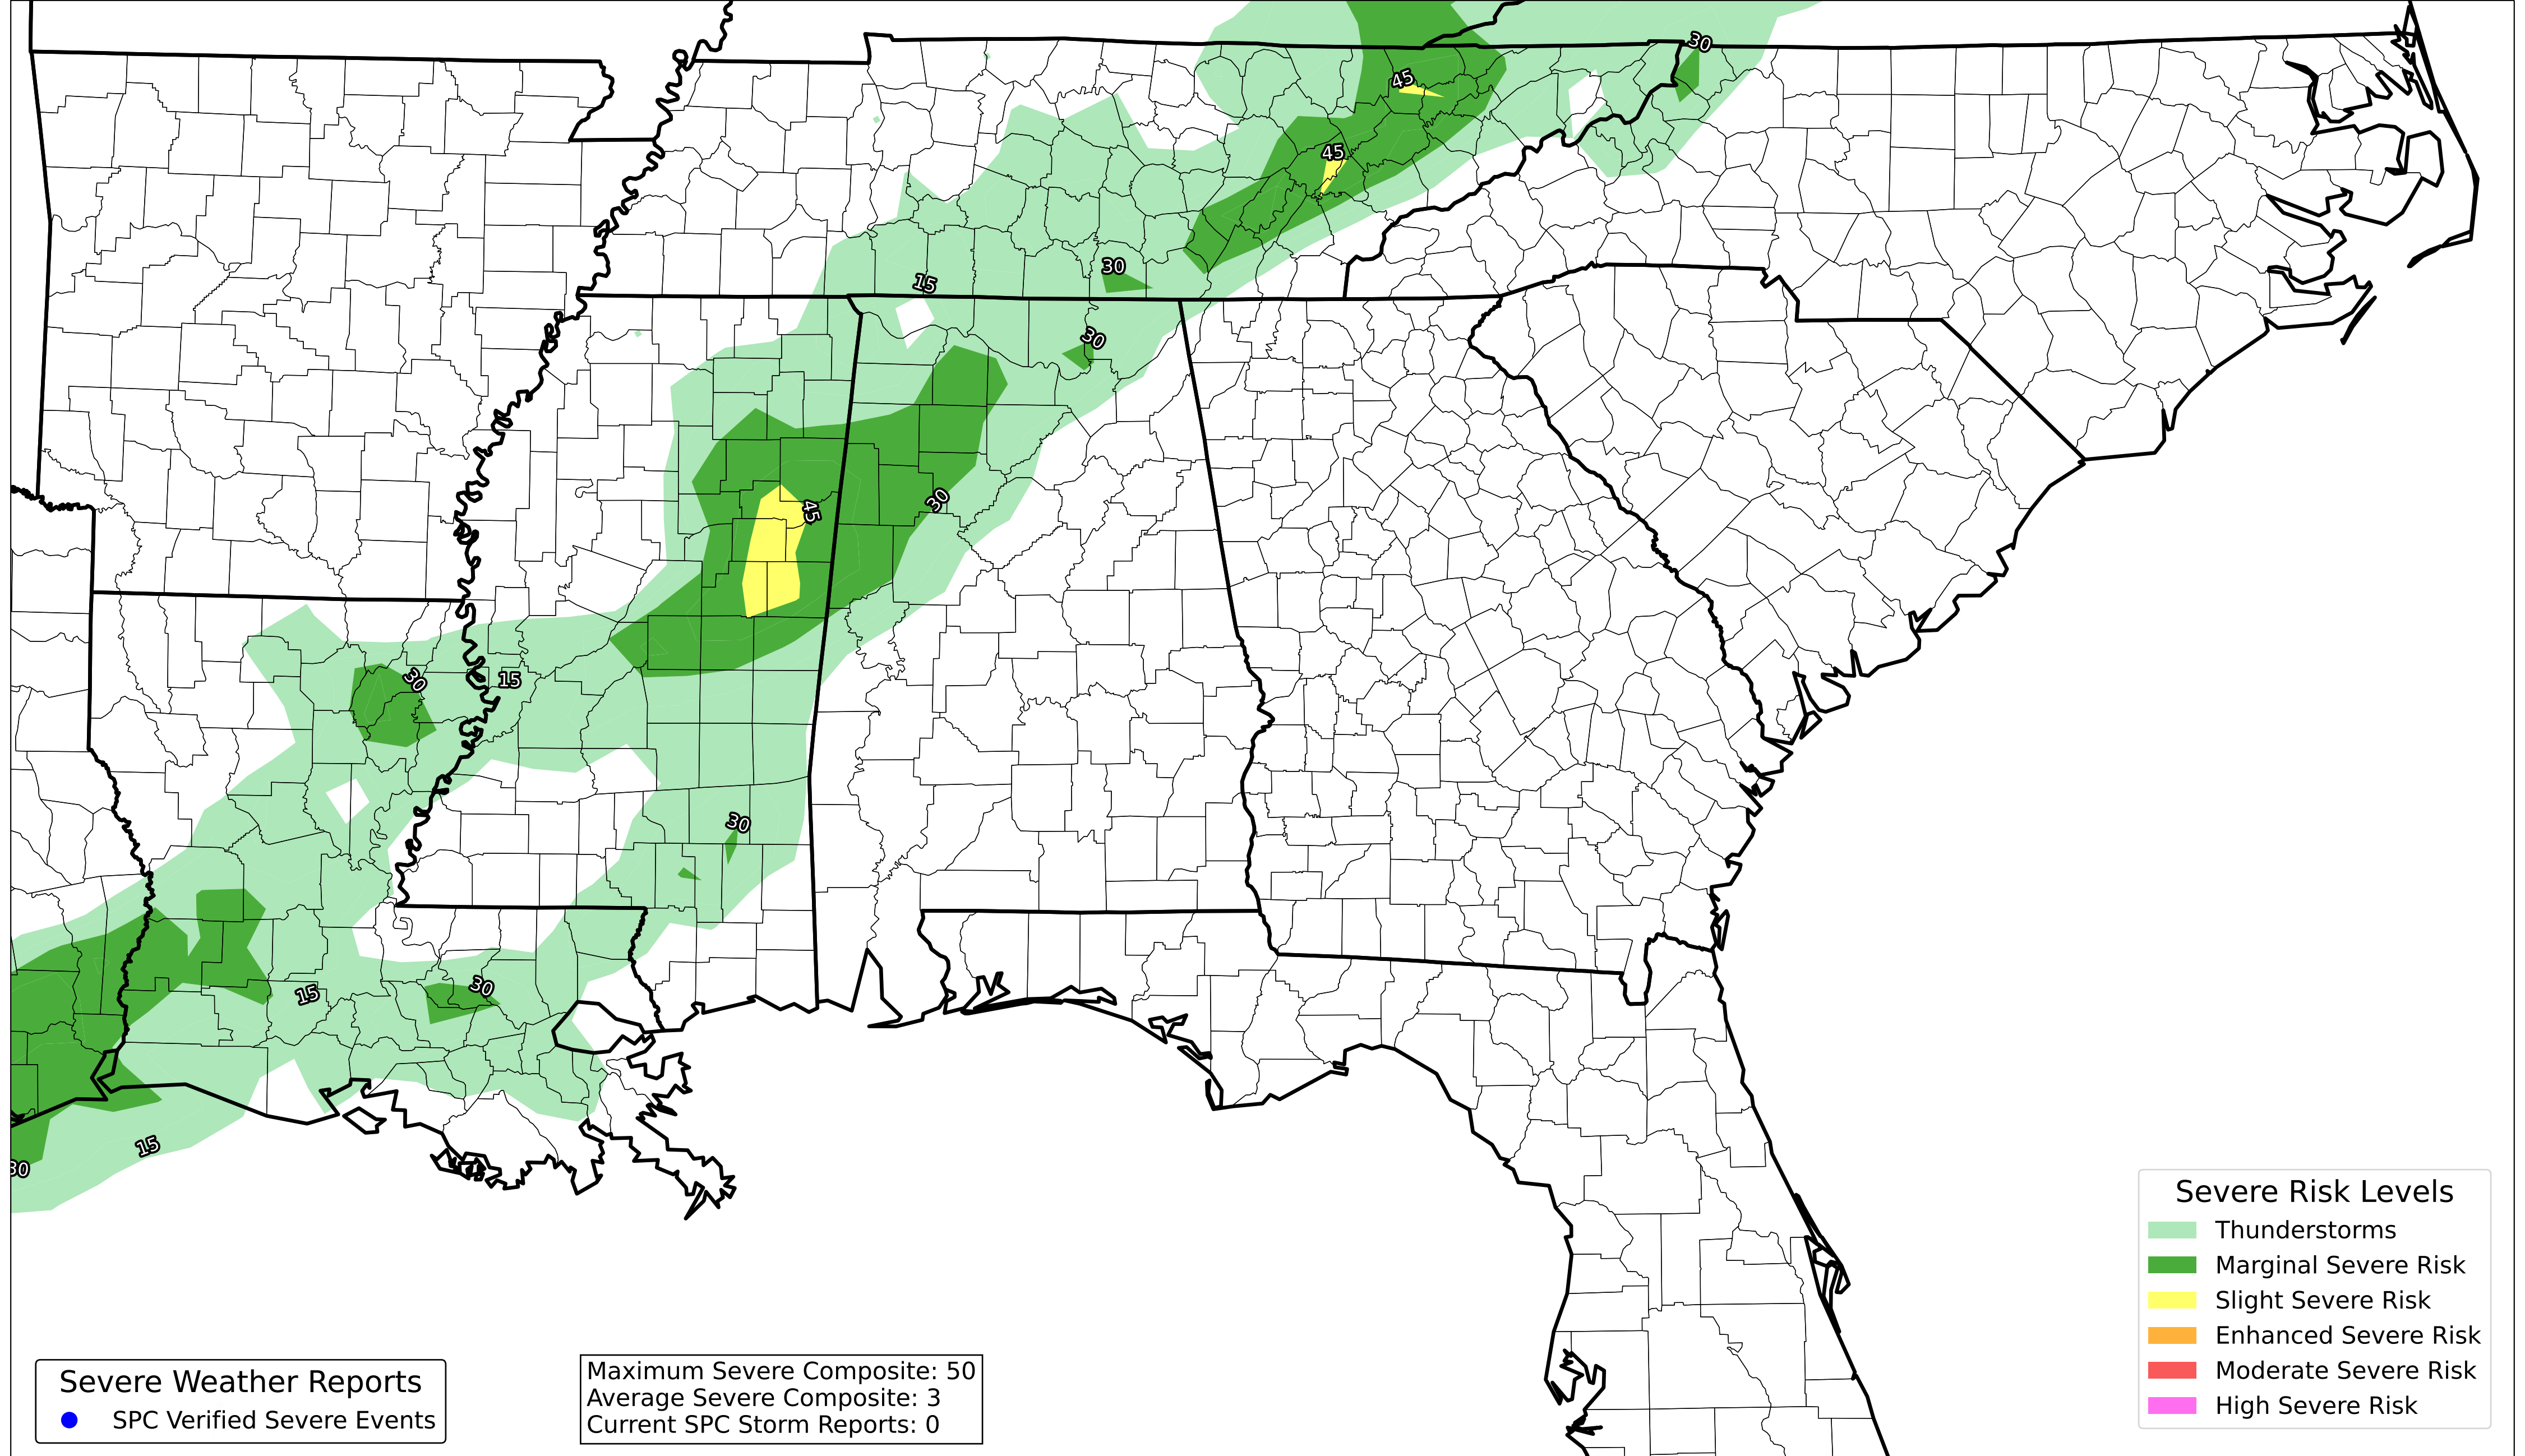 30
45
45
30
15
30
30
45
30
15
30
30
15
15
30
Severe Risk Levels
Thunderstorms
Marginal Severe Risk
Slight Severe Risk
Enhanced Severe Risk
Moderate Severe Risk
High Severe Risk
Severe Weather Reports
SPC Verified Severe Events
Maximum Severe Composite: 50
Average Severe Composite: 3
Current SPC Storm Reports: 0